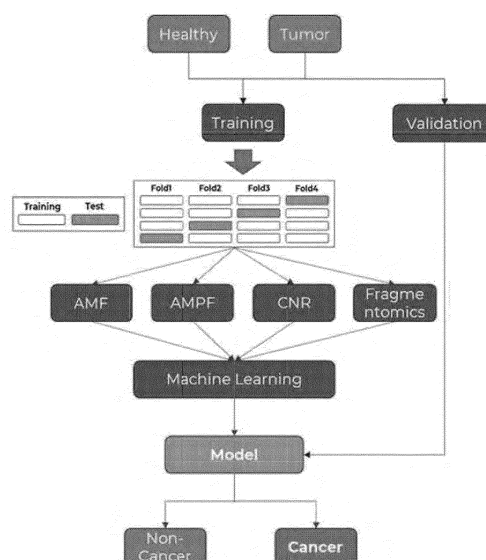 Healthy Tumor
Training Validation
Fold1 Fold2 Fold3 Fold4
Training Test
AMF AMPF CNR Fragme
ntomics
Machine Learning
Model
Non-
Cancer
Cancer